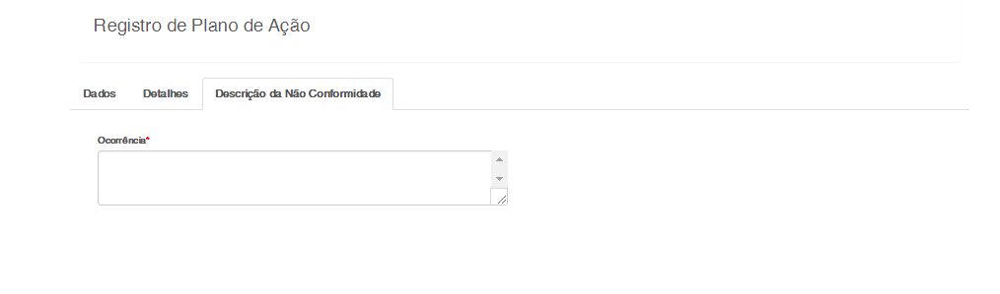 Registro de Plano de Ação
Dados Detalhes Descrição da Não Conformidade
Ocorrência*